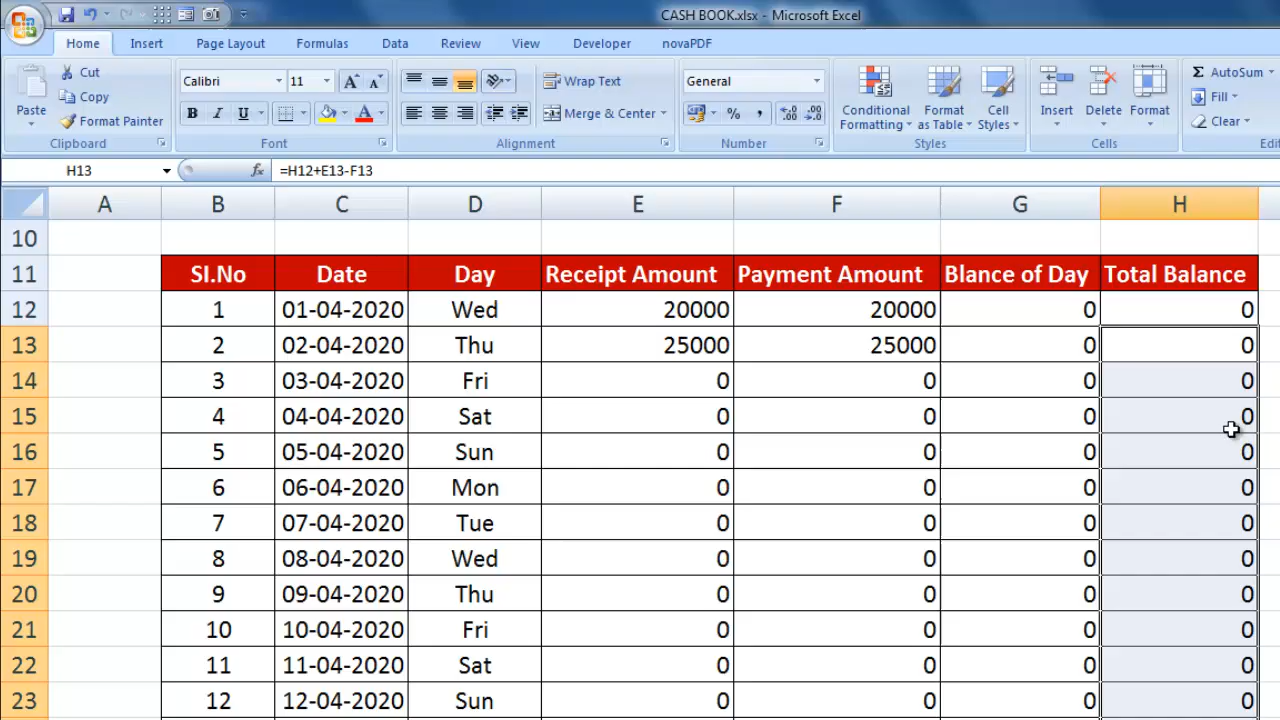 CASH BOOK.xlsx - Microsoft Excel
Home Insert Page Layout Formulas Data Review View Developer novaPDF
Paste Cut Copy Format Painter
Calibri 11
B I U A A A
Wrap Text
Merge & Center
General
% ,
Conditional Formatting
Format as Table
Cell Styles
Insert Delete Format
Σ AutoSum
Fill
Clear
Clipboard Font Alignment Number Styles Cells Edi
H13 fx =H12+E13-F13
A B C D E F G H
10
11 SI.No Date Day Receipt Amount Payment Amount Blance of Day Total Balance
12 1 01-04-2020 Wed 20000 20000 0 0
13 2 02-04-2020 Thu 25000 25000 0 0
14 3 03-04-2020 Fri 0 0 0 0
15 4 04-04-2020 Sat 0 0 0 0
16 5 05-04-2020 Sun 0 0 0 0
17 6 06-04-2020 Mon 0 0 0 0
18 7 07-04-2020 Tue 0 0 0 0
19 8 08-04-2020 Wed 0 0 0 0
20 9 09-04-2020 Thu 0 0 0 0
21 10 10-04-2020 Fri 0 0 0 0
22 11 11-04-2020 Sat 0 0 0 0
23 12 12-04-2020 Sun 0 0 0 0